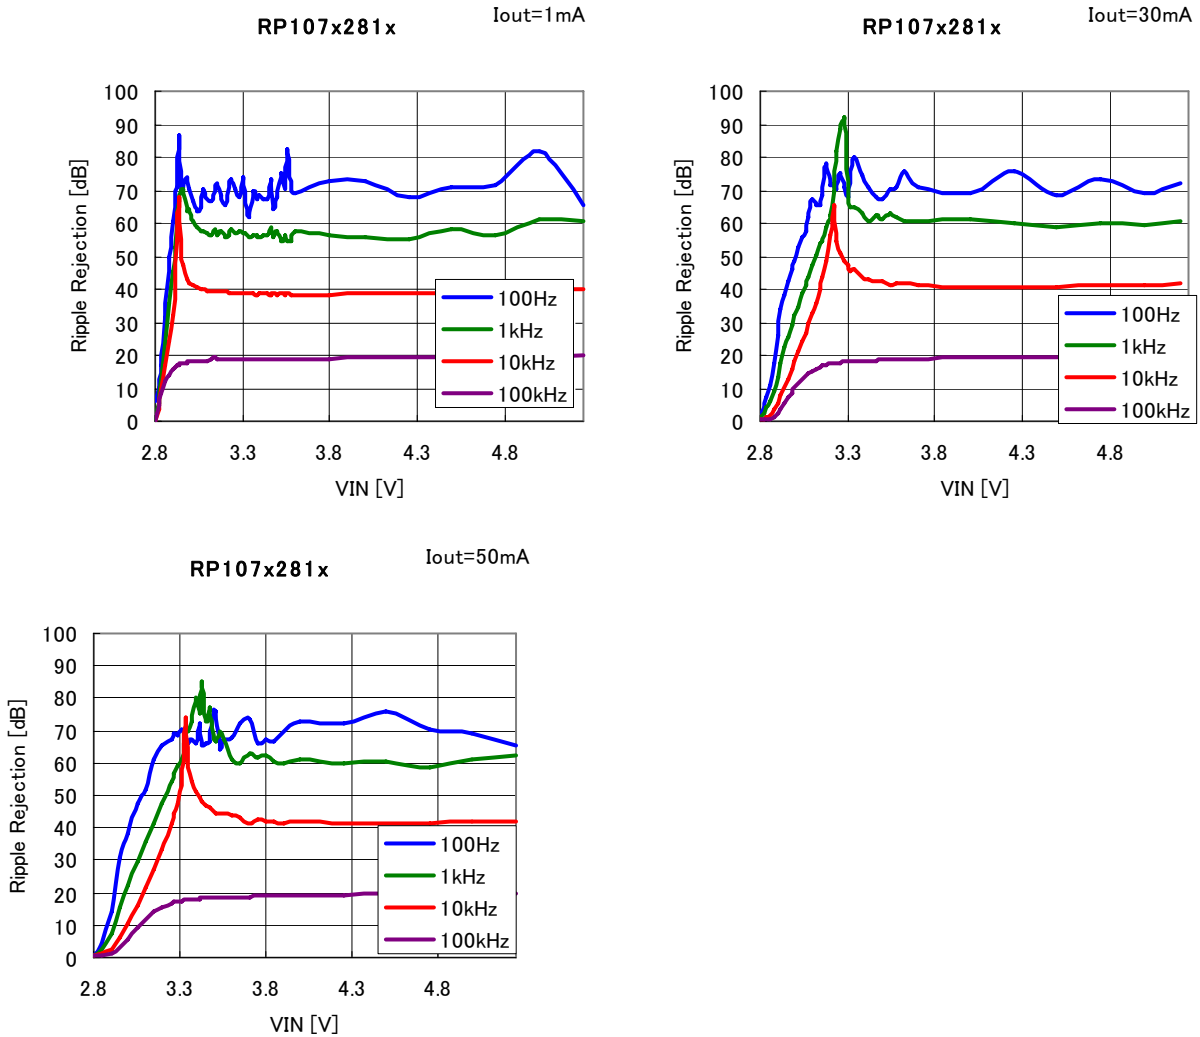 RP107x281x
Iout=1mA
Ripple Rejection [dB]
100
90
80
70
60
50
40
30
20
10
0
100Hz
1kHz
10kHz
100kHz
2.8 3.3 3.8 4.3 4.8
VIN [V]
RP107x281x
Iout=30mA
Ripple Rejection [dB]
100
90
80
70
60
50
40
30
20
10
0
100Hz
1kHz
10kHz
100kHz
2.8 3.3 3.8 4.3 4.8
VIN [V]
RP107x281x
Iout=50mA
Ripple Rejection [dB]
100
90
80
70
60
50
40
30
20
10
0
100Hz
1kHz
10kHz
100kHz
2.8 3.3 3.8 4.3 4.8
VIN [V]